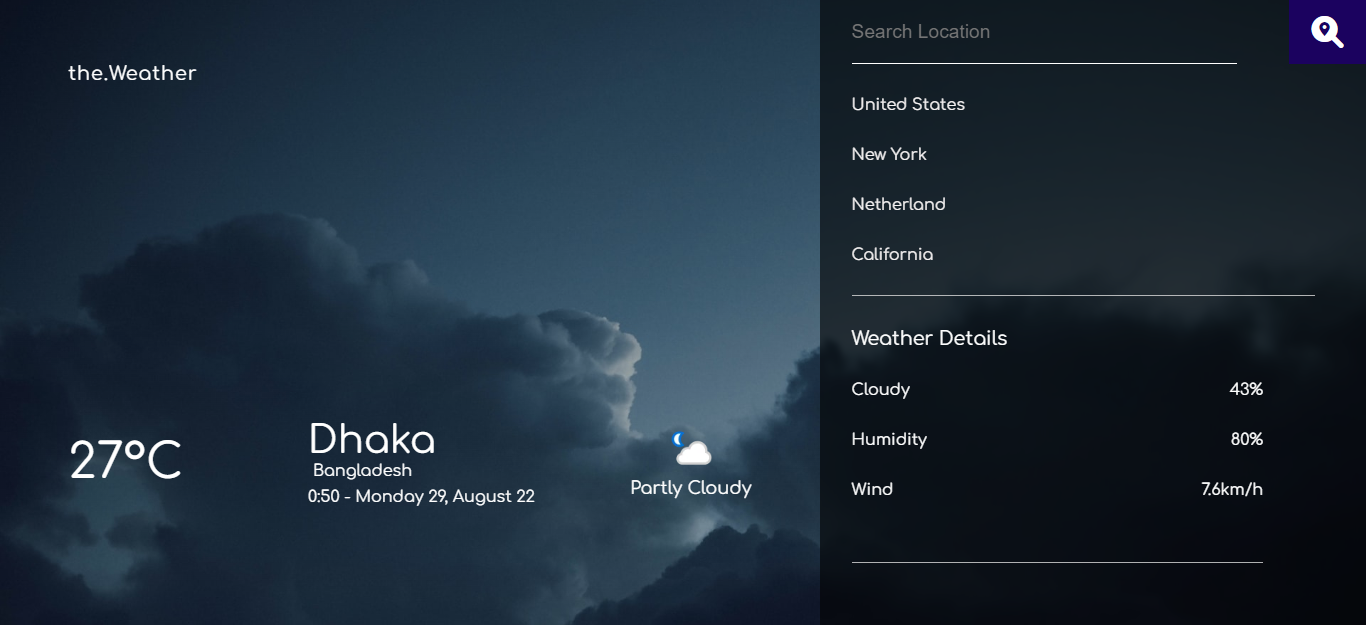 the.Weather
27°C
Dhaka
Bangladesh
0:50 - Monday 29, August 22
Partly Cloudy
Search Location
United States
New York
Netherland
California
Weather Details
Cloudy 43%
Humidity 80%
Wind 7.6km/h